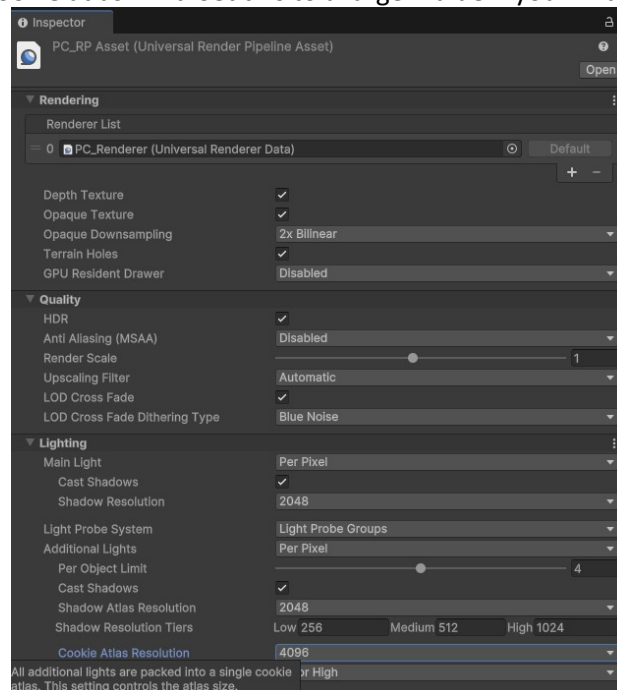 Inspector
PC_RP Asset (Universal Render Pipeline Asset)
Open
Rendering
Renderer List
0 PC_Renderer (Universal Renderer Data) Default
+ -
Depth Texture
Opaque Texture
Opaque Downsampling 2x Bilinear
Terrain Holes
GPU Resident Drawer Disabled
Quality
HDR
Anti Aliasing (MSAA) Disabled
Render Scale 1
Upscaling Filter Automatic
LOD Cross Fade
LOD Cross Fade Dithering Type Blue Noise
Lighting
Main Light Per Pixel
Cast Shadows
Shadow Resolution 2048
Light Probe System Light Probe Groups
Additional Lights Per Pixel
Per Object Limit 4
Cast Shadows
Shadow Atlas Resolution 2048
Shadow Resolution Tiers Low 256 Medium 512 High 1024
Cookie Atlas Resolution 4096
All additional lights are packed into a single cookie High
atlas. This setting controls the atlas size.